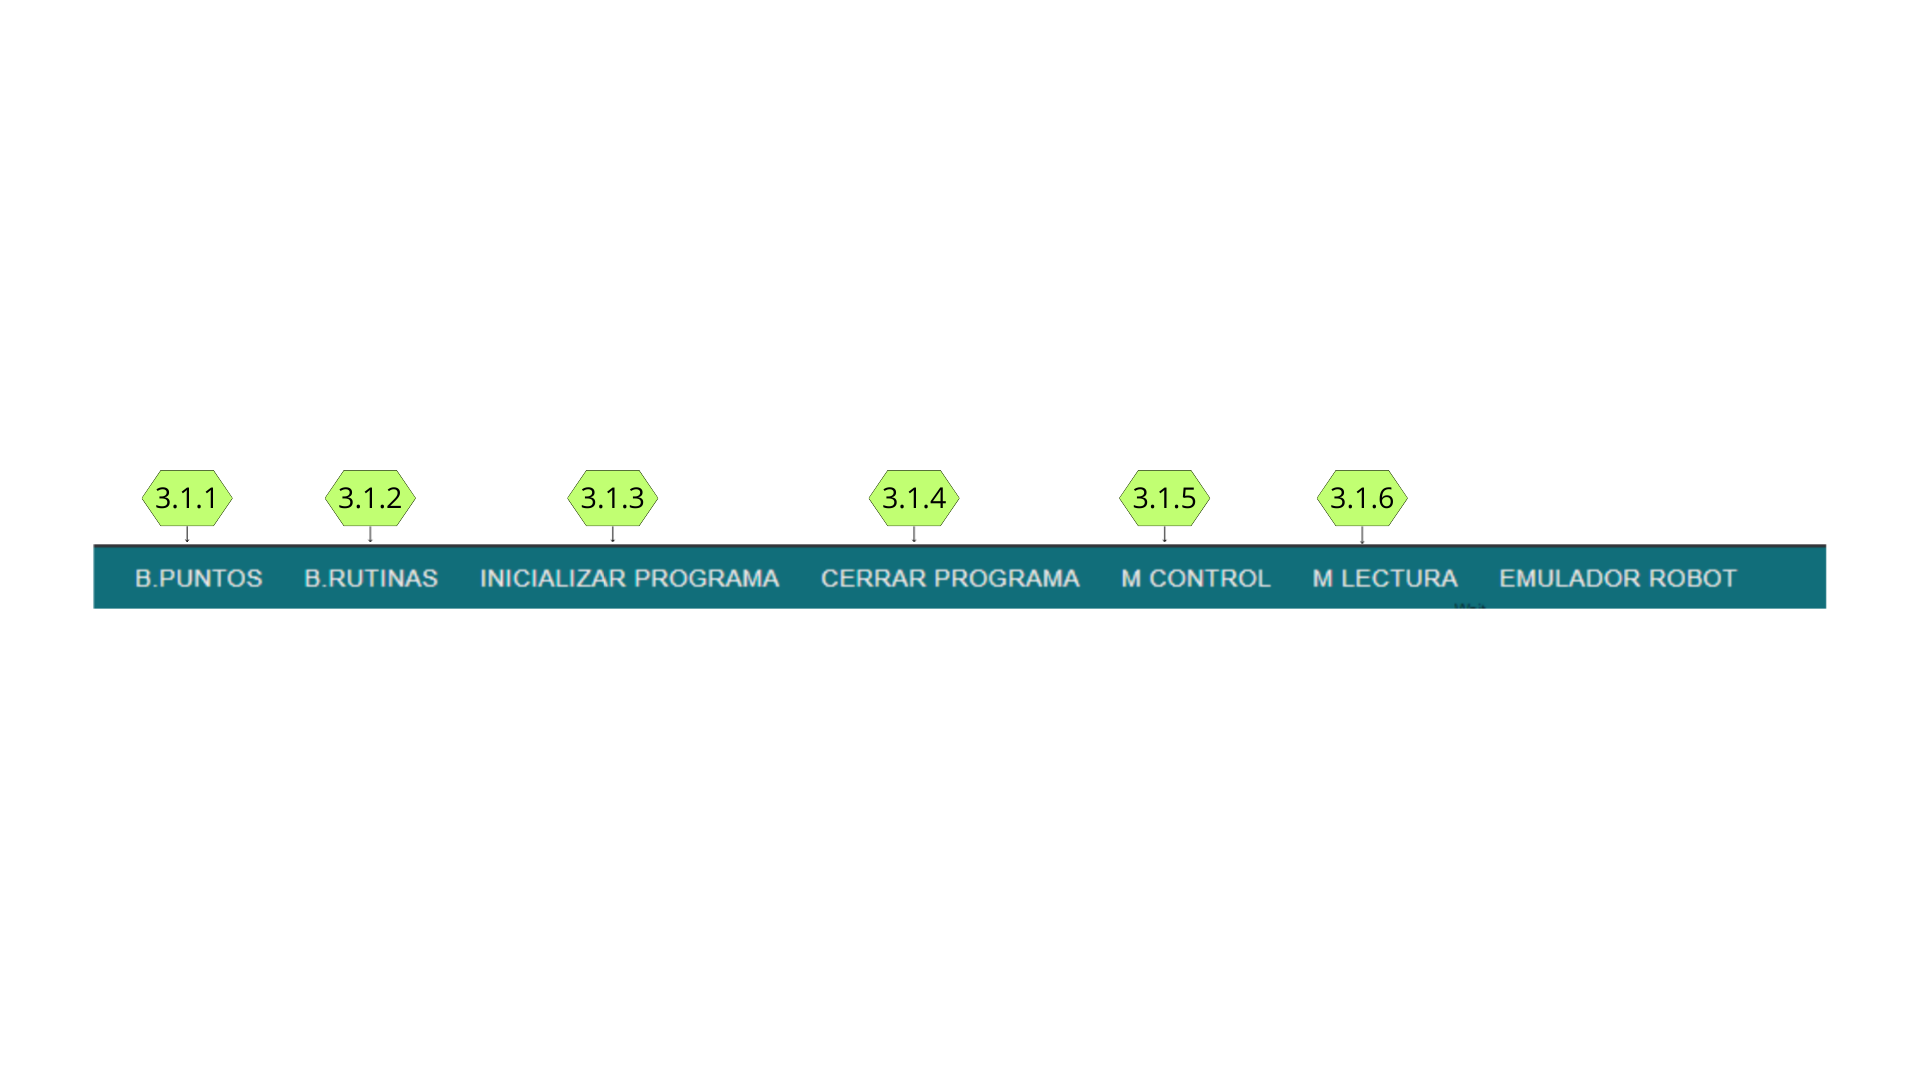 3.1.1 3.1.2 3.1.3 3.1.4 3.1.5 3.1.6
B.PUNTOS B.RUTINAS INICIALIZAR PROGRAMA CERRAR PROGRAMA M CONTROL M LECTURA EMULADOR ROBOT